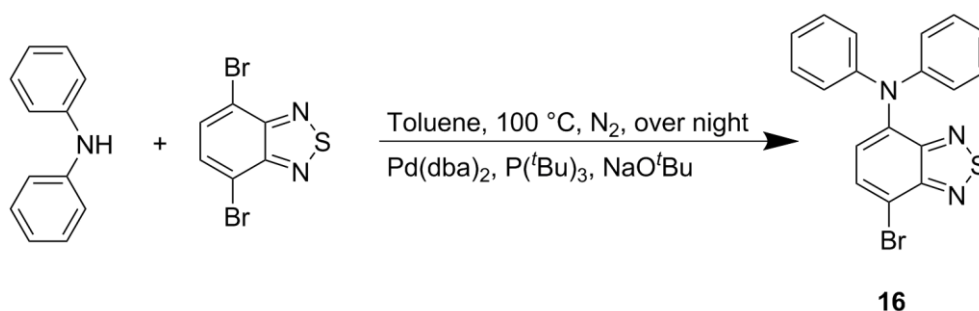 NH
+
Br
N
S
N
Br
Toluene, 100 °C, N₂, over night
Pd(dba)₂, P(ᵗBu)₃, NaOᵗBu
N
N
S
N
Br
16